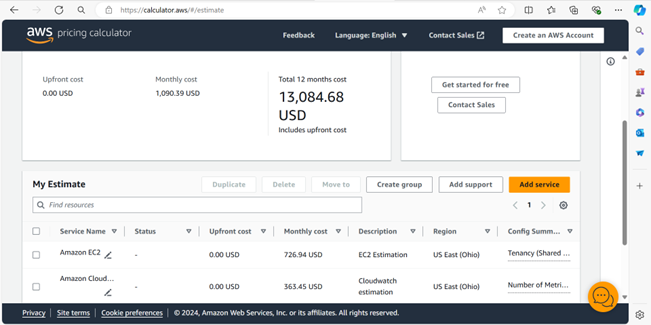 https://calculator.aws/#/estimate
aws pricing calculator
Feedback
Language: English
Contact Sales
Create an AWS Account
Upfront cost
0.00 USD
Monthly cost
1,090.39 USD
Total 12 months cost
13,084.68
USD
Includes upfront cost
Get started for free
Contact Sales
My Estimate
Duplicate
Delete
Move to
Create group
Add support
Add service
Find resources
1
Service Name
Status
Upfront cost
Monthly cost
Description
Region
Config Summ...
Amazon EC2
-
0.00 USD
726.94 USD
EC2 Estimation
US East (Ohio)
Tenancy (Shared ...
Amazon Cloud...
-
0.00 USD
363.45 USD
Cloudwatch
estimation
US East (Ohio)
Number of Metri...
Privacy | Site terms | Cookie preferences | © 2024, Amazon Web Services, Inc. or its affiliates. All rights reserved.